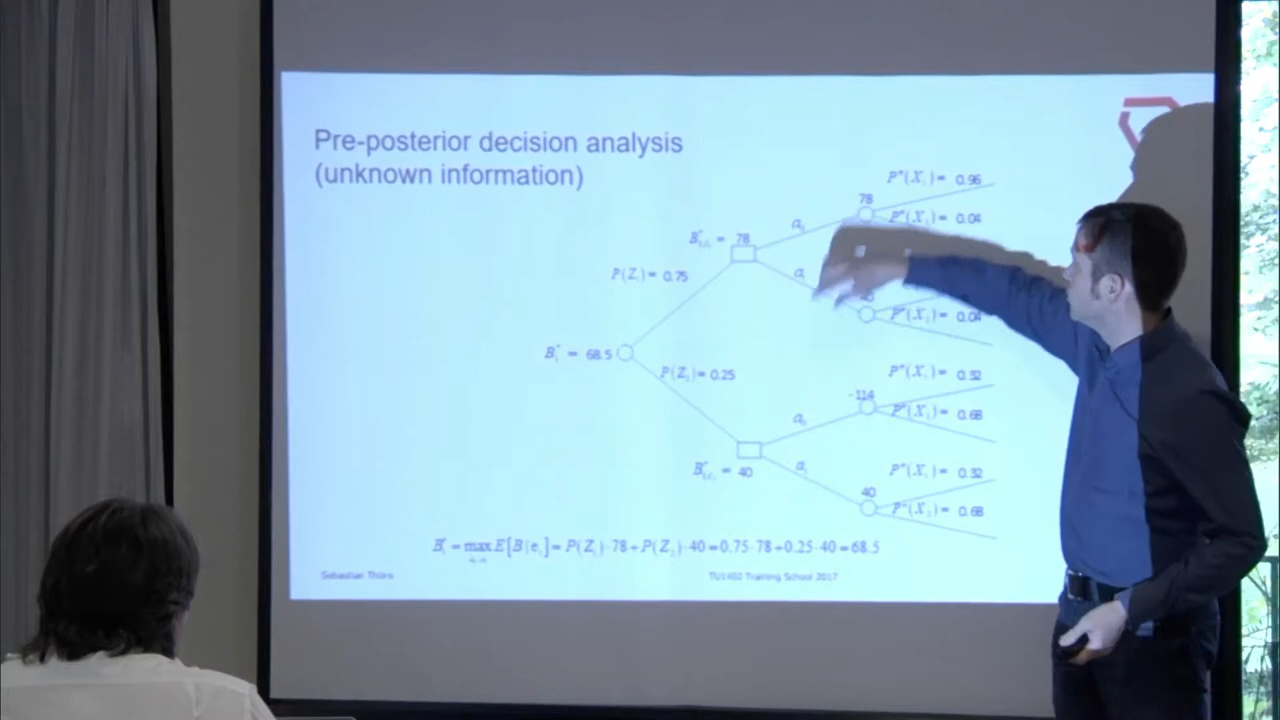 Pre-posterior decision analysis
(unknown information)
P"(X₁)= 0.96
78
P"(X₂)= 0.04
a₀
= 78
P(Z₁)= 0.75
a₁
P"(X₂)= 0.04
= 68.5
P(Z₂)= 0.25
P"(X₁)= 0.32
-114
P"(X₂)= 0.68
a₀
P"(X₁)= 0.32
= 40
a₁
40
P"(X₂)= 0.68
= max E[B|e₁]= P(Z₁)·78+P(Z₂)·40=0.75·78+0.25·40=68.5
Sebastian Thöns
TU1402 Training School 2017